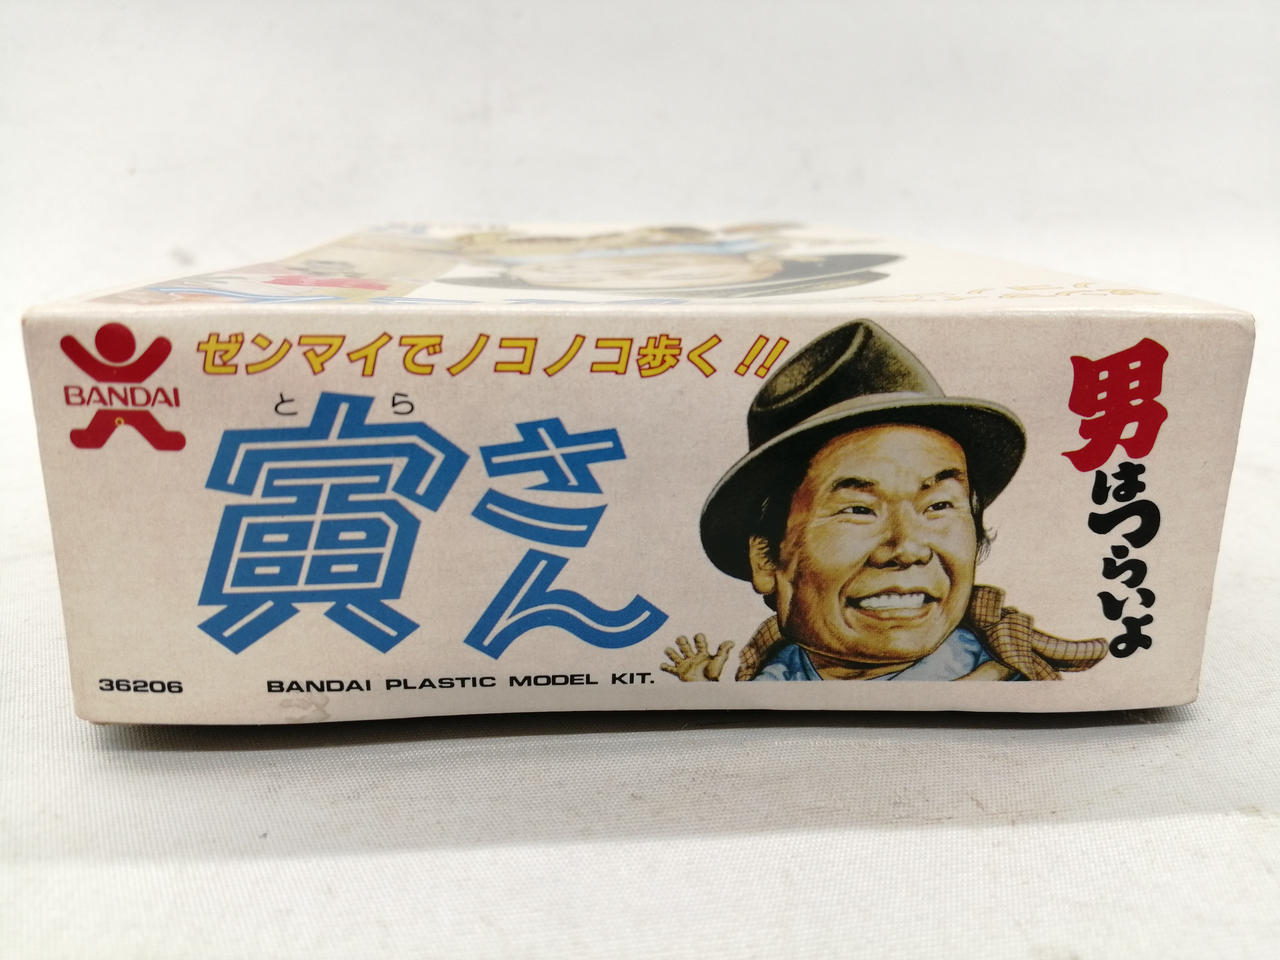 BANDAI
ゼンマイでノコノコ歩く!!
とら
寅さん
男はつらいよ
36206
BANDAI PLASTIC MODEL KIT.